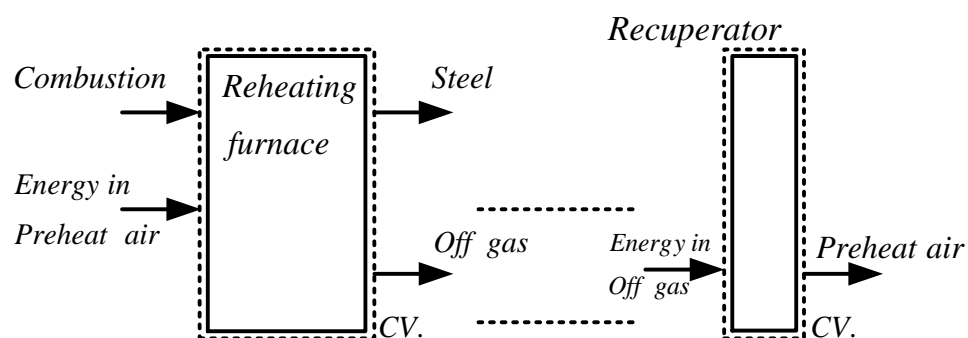 Recuperator
Combustion
Reheating
furnace
Steel
Energy in
Preheat air
Off gas
CV.
Energy in
Off gas
Preheat air
CV.